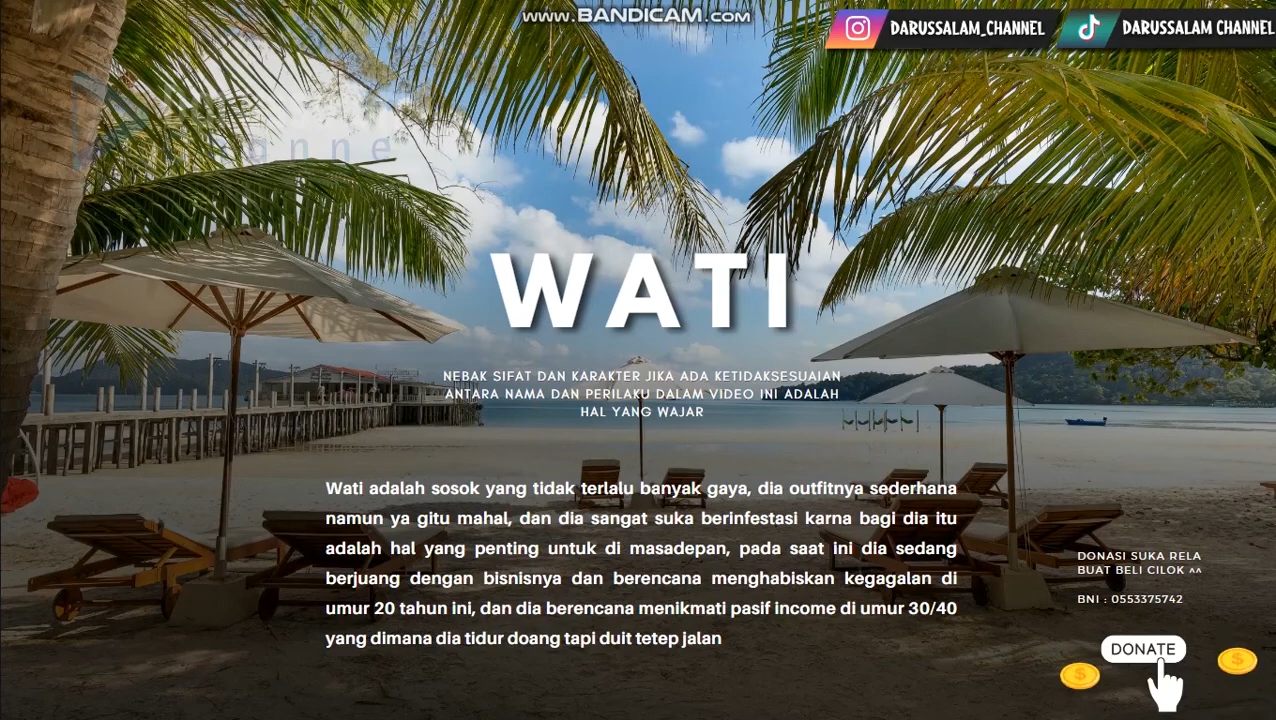 www.BANDICAM.com
DARUSSALAM_CHANNEL
DARUSSALAM CHANNEL
WATI
NEBAK SIFAT DAN KARAKTER JIKA ADA KETIDAKSESUAIAN
ANTARA NAMA DAN PERILAKU DALAM VIDEO INI ADALAH
HAL YANG WAJAR
Wati adalah sosok yang tidak terlalu banyak gaya, dia outfitnya sederhana
namun ya gitu mahal, dan dia sangat suka berinfestasi karna bagi dia itu
adalah hal yang penting untuk di masadepan, pada saat ini dia sedang
berjuang dengan bisnisnya dan berencana menghabiskan kegagalan di
umur 20 tahun ini, dan dia berencana menikmati pasif income di umur 30/40
yang dimana dia tidur doang tapi duit tetep jalan
DONASI SUKA RELA
BUAT BELI CILOK ^^
BNI : 0553375742
DONATE